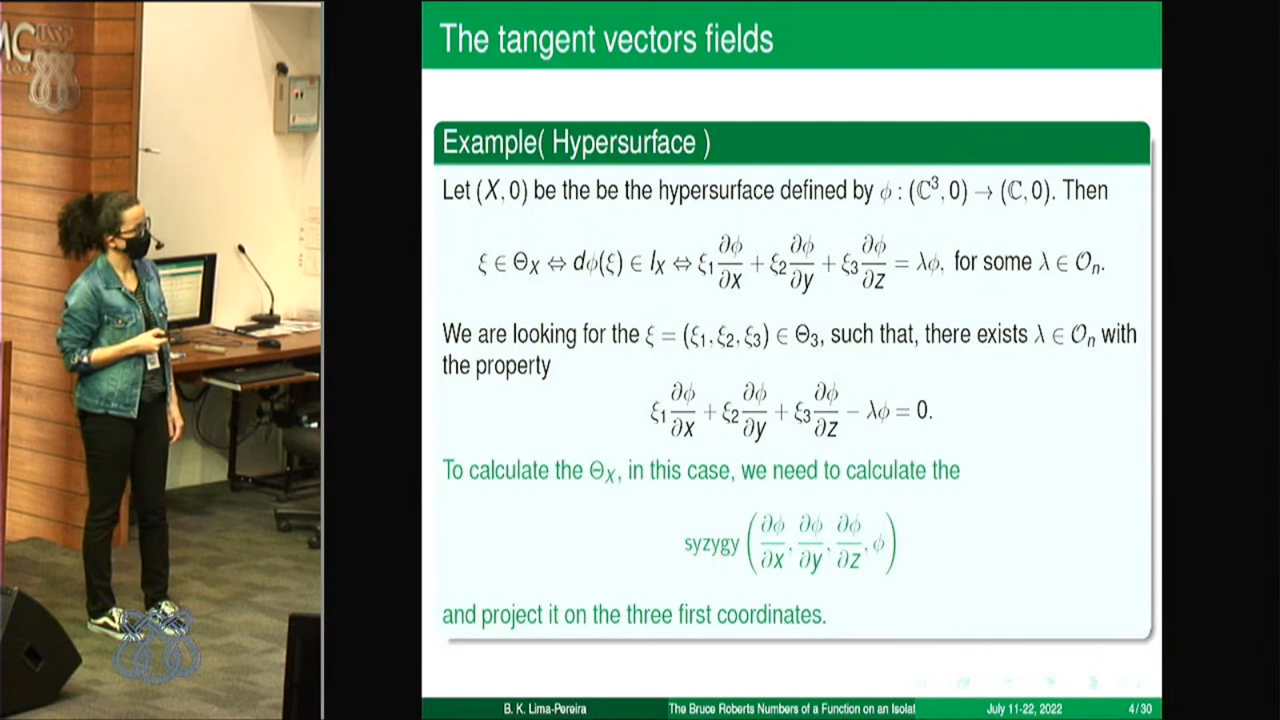 The tangent vectors fields
Example( Hypersurface )
Let (X, 0) be the be the hypersurface defined by ϕ : (ℂ³, 0) → (ℂ, 0). Then
ξ ∈ Θ_X ⇔ dϕ(ξ) ∈ I_X ⇔ ξ₁ ∂ϕ/∂x + ξ₂ ∂ϕ/∂y + ξ₃ ∂ϕ/∂z = λϕ, for some λ ∈ 𝒪ₙ.
We are looking for the ξ = (ξ₁, ξ₂, ξ₃) ∈ Θ₃, such that, there exists λ ∈ 𝒪ₙ with
the property
ξ₁ ∂ϕ/∂x + ξ₂ ∂ϕ/∂y + ξ₃ ∂ϕ/∂z − λϕ = 0.
To calculate the Θ_X, in this case, we need to calculate the
syzygy (∂ϕ/∂x, ∂ϕ/∂y, ∂ϕ/∂z, ϕ)
and project it on the three first coordinates.
B. K. Lima-Pereira
The Bruce Roberts Numbers of a Function on an Isolat
July 11-22, 2022
4/30